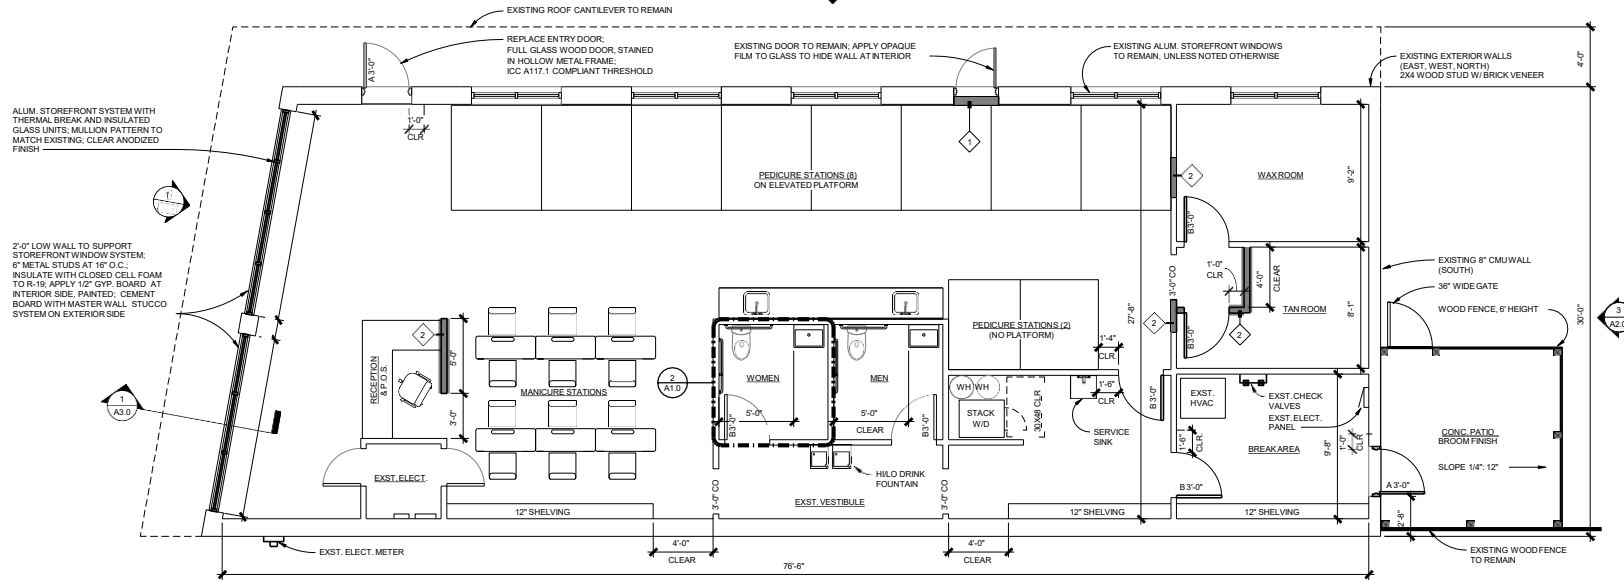 EXISTING ROOF CANTILEVER TO REMAIN
REPLACE ENTRY DOOR;
FULL GLASS WOOD DOOR, STAINED
IN HOLLOW METAL FRAME;
ICC A117.1 COMPLIANT THRESHOLD
EXISTING DOOR TO REMAIN; APPLY OPAQUE
FILM TO GLASS TO HIDE WALL AT INTERIOR
EXISTING ALUM. STOREFRONT WINDOWS
TO REMAIN, UNLESS NOTED OTHERWISE
EXISTING EXTERIOR WALLS
(EAST, WEST, NORTH)
2X4 WOOD STUD W/ BRICK VENEER
4'-0"
A 3'-0"
ALUM. STOREFRONT SYSTEM WITH
THERMAL BREAK AND INSULATED
GLASS UNITS; MULLION PATTERN TO
MATCH EXISTING; CLEAR ANODIZED
FINISH
1'-0"
CLR
1
PEDICURE STATIONS (8)
ON ELEVATED PLATFORM
2
WAX ROOM
9'-2"
1
B 3'-0"
2'-0" LOW WALL TO SUPPORT
STOREFRONT WINDOW SYSTEM;
6" METAL STUDS AT 16" O.C.;
INSULATE WITH CLOSED CELL FOAM
TO R-19; APPLY 1/2" GYP. BOARD AT
INTERIOR SIDE, PAINTED; CEMENT
BOARD WITH MASTER WALL STUCCO
SYSTEM ON EXTERIOR SIDE
3'-0" CO
1'-0"
CLR
4'-0"
CLEAR
EXISTING 8" CMU WALL
(SOUTH)
36" WIDE GATE
WOOD FENCE, 6' HEIGHT
TAN ROOM
8'-1"
27'-8"
30'-0"
3
A2.0
2
2
2
B 3'-0"
PEDICURE STATIONS (2)
(NO PLATFORM)
1'-4"
CLR.
RECEPTION
& P.O.S.
5'-0"
3'-0"
MANICURE STATIONS
2
A1.0
WOMEN
5'-0"
B 3'-0"
MEN
5'-0"
CLEAR
WH
WH
STACK
W/D
30X48 CLR
1'-6"
CLR
SERVICE
SINK
B 3'-0"
EXST.
HVAC
EXST. CHECK
VALVES
EXST. ELECT.
PANEL
1'-6"
CLR.
BREAK AREA
9'-8"
1'-0"
CLR
CONC. PATIO
BROOM FINISH
SLOPE 1/4": 12"
1
A3.0
EXST. ELECT.
HI/LO DRINK
FOUNTAIN
3'-0" CO
EXST. VESTIBULE
3'-0" CO
B 3'-0"
A 3'-0"
2'-8"
12" SHELVING
12" SHELVING
12" SHELVING
EXST. ELECT. METER
4'-0"
CLEAR
4'-0"
CLEAR
EXISTING WOOD FENCE
TO REMAIN
76'-6"